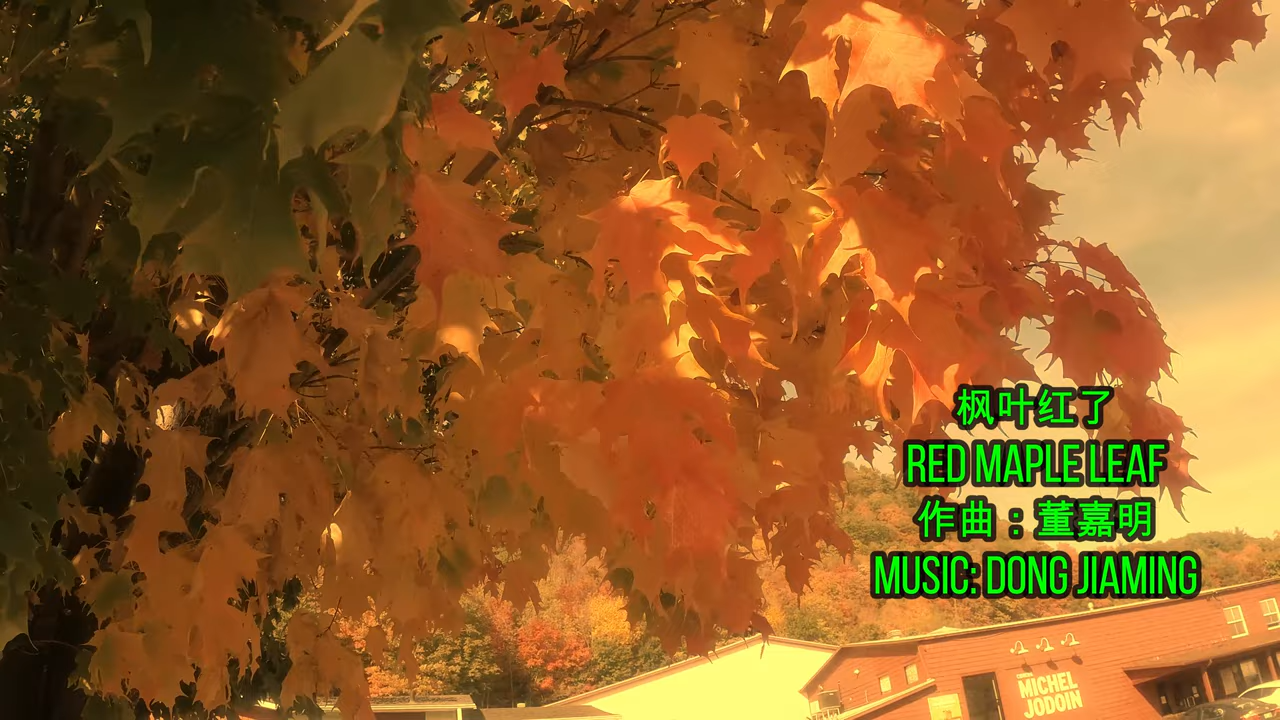 枫叶红了
RED MAPLE LEAF
作曲：董嘉明
MUSIC: DONG JIAMING
MICHEL
JODOIN